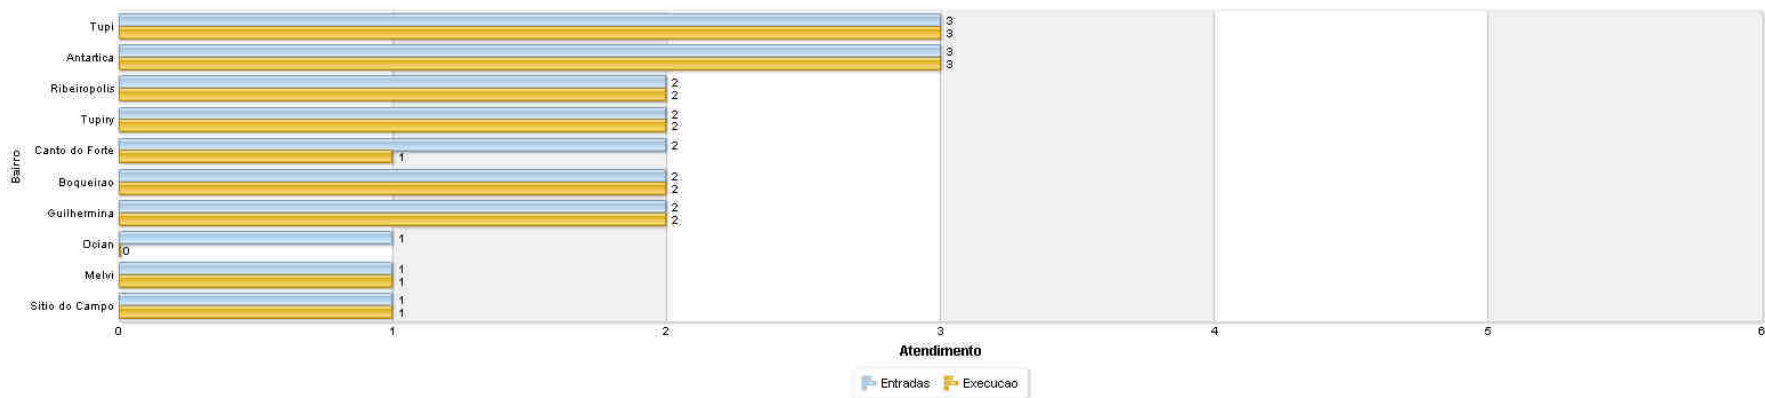 Tupi
3
3
Antartica
3
3
Ribeiropolis
2
2
Tupiry
2
2
Canto do Forte
2
1
Boqueirao
2
2
Guilhermina
2
2
Ocian
1
0
Melvi
1
1
Sitio do Campo
1
1
Bairro
0 1 2 3 4 5 6
Atendimento
Entradas Execucao